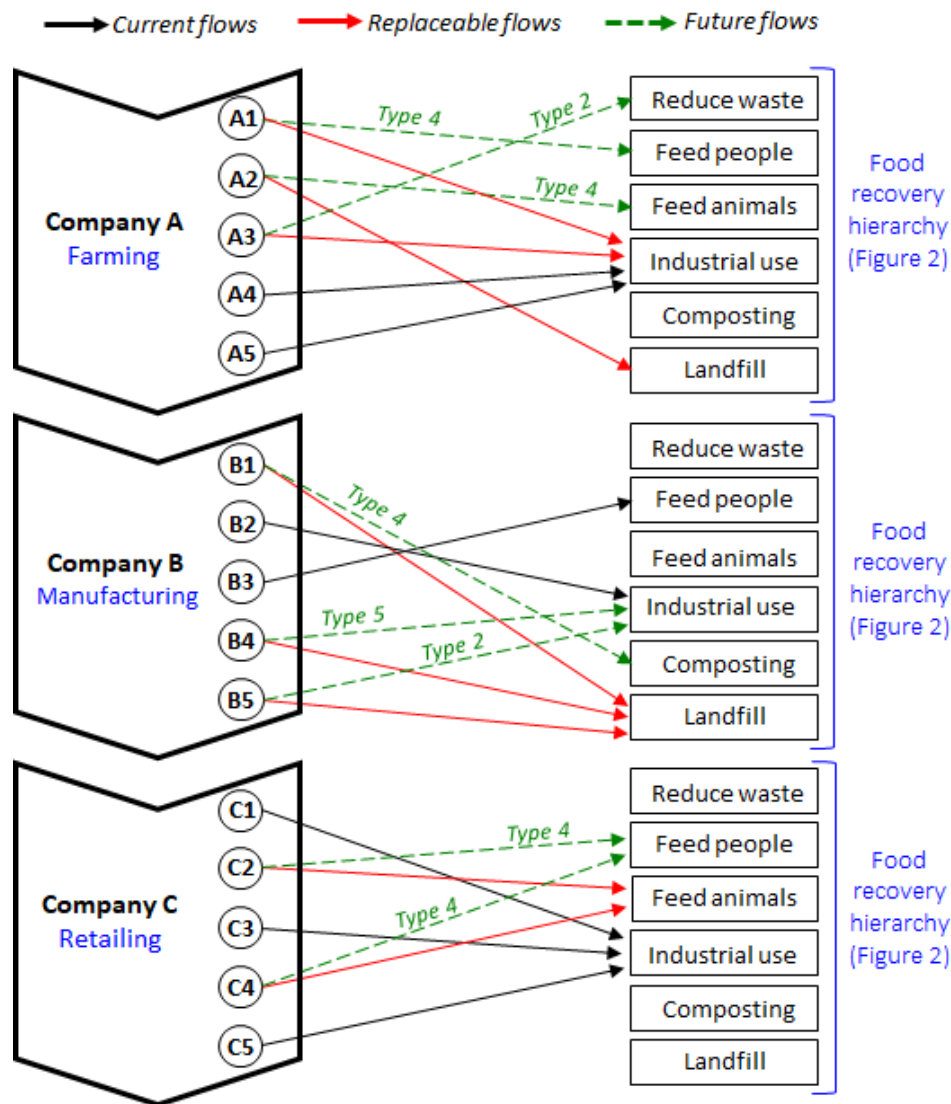 Current flows
Replaceable flows
Future flows
Company A
Farming
A1
A2
A3
A4
A5
Type 4
Type 2
Type 4
Reduce waste
Feed people
Feed animals
Industrial use
Composting
Landfill
Food
recovery
hierarchy
(Figure 2)
Company B
Manufacturing
B1
B2
B3
B4
B5
Type 4
Type 5
Type 2
Reduce waste
Feed people
Feed animals
Industrial use
Composting
Landfill
Food
recovery
hierarchy
(Figure 2)
Company C
Retailing
C1
C2
C3
C4
C5
Type 4
Type 4
Reduce waste
Feed people
Feed animals
Industrial use
Composting
Landfill
Food
recovery
hierarchy
(Figure 2)